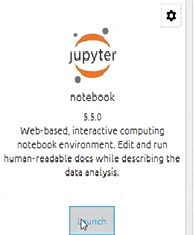 jupyter
notebook
5.5.0
Web-based, interactive computing
notebook environment. Edit and run
human-readable docs while describing the
data analysis.
Launch